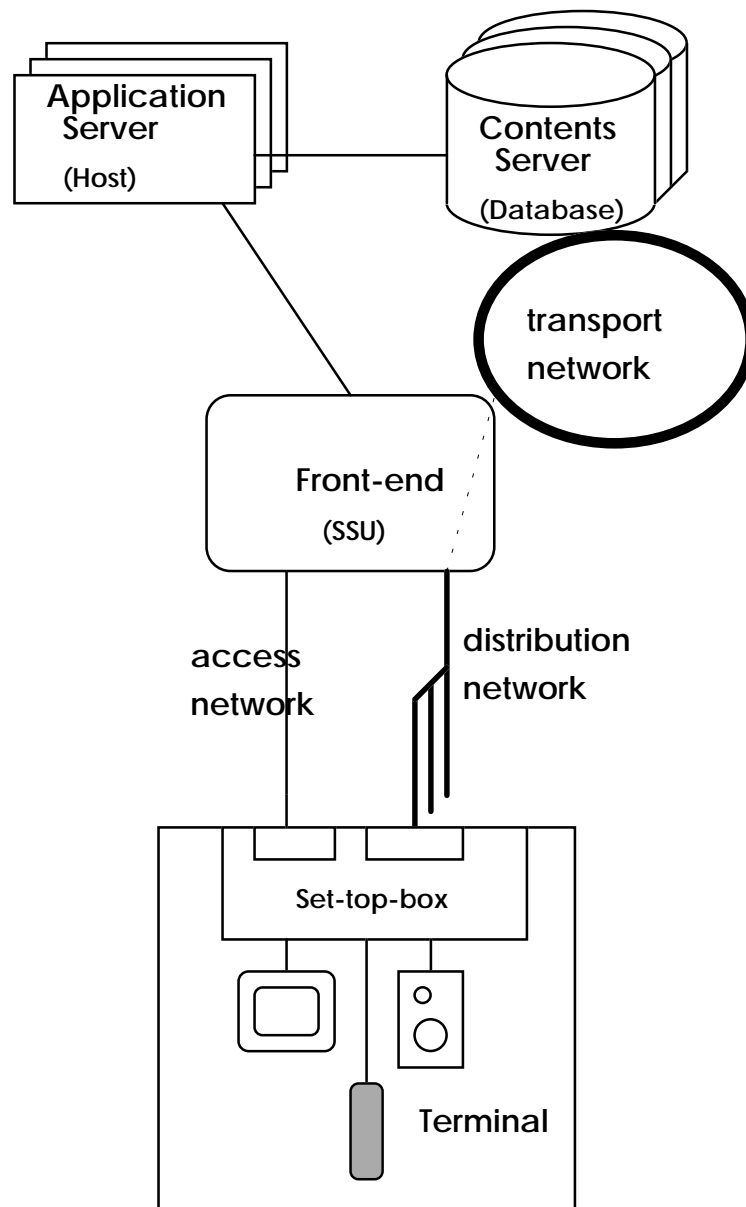 Application
Server
(Host)
Contents
Server
(Database)
transport
network
Front-end
(SSU)
access
network
distribution
network
Set-top-box
Terminal